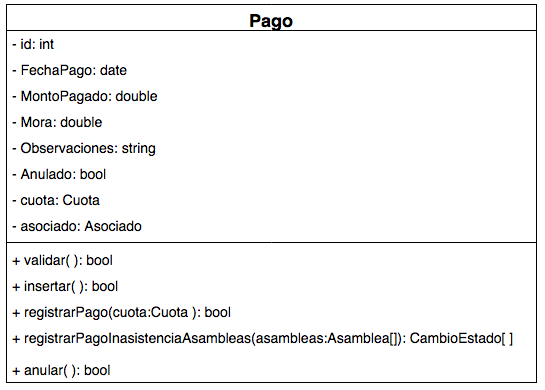 Pago
- id: int
- FechaPago: date
- MontoPagado: double
- Mora: double
- Observaciones: string
- Anulado: bool
- cuota: Cuota
- asociado: Asociado
+ validar( ): bool
+ insertar( ): bool
+ registrarPago(cuota:Cuota ): bool
+ registrarPagoInasistenciaAsambleas(asambleas:Asamblea[]): CambioEstado[ ]
+ anular( ): bool